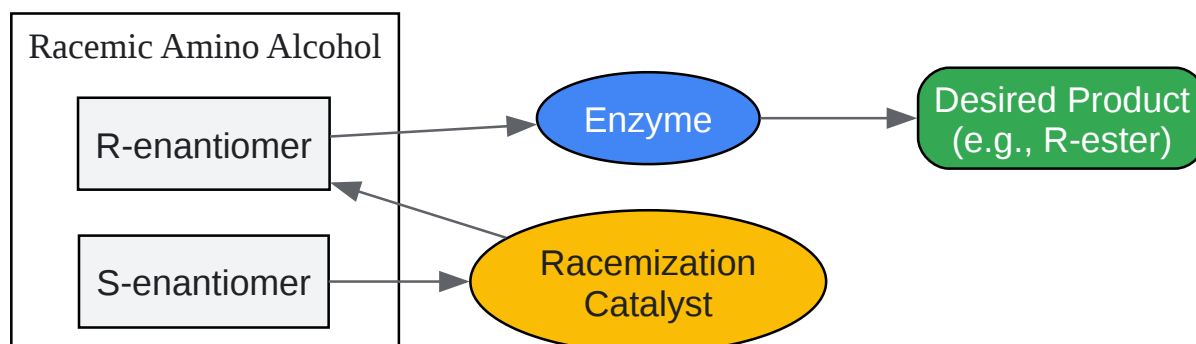 Racemic Amino Alcohol
R-enantiomer
S-enantiomer
Enzyme
Racemization
Catalyst
Desired Product
(e.g., R-ester)